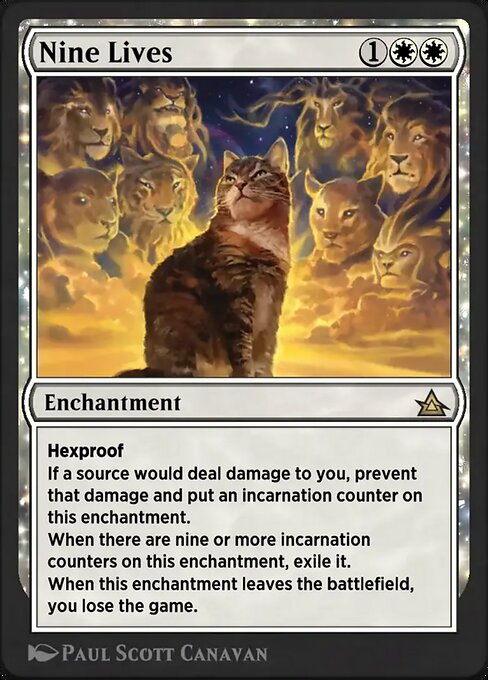 Nine Lives 1
Enchantment
Hexproof
If a source would deal damage to you, prevent
that damage and put an incarnation counter on
this enchantment.
When there are nine or more incarnation
counters on this enchantment, exile it.
When this enchantment leaves the battlefield,
you lose the game.
Paul Scott Canavan